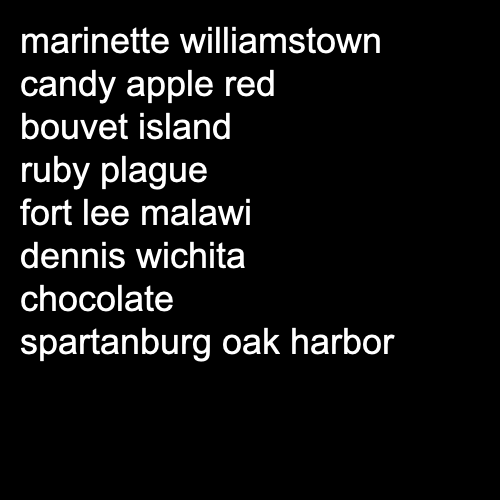 marinette williamstown
candy apple red
bouvet island
ruby plague
fort lee malawi
dennis wichita
chocolate
spartanburg oak harbor